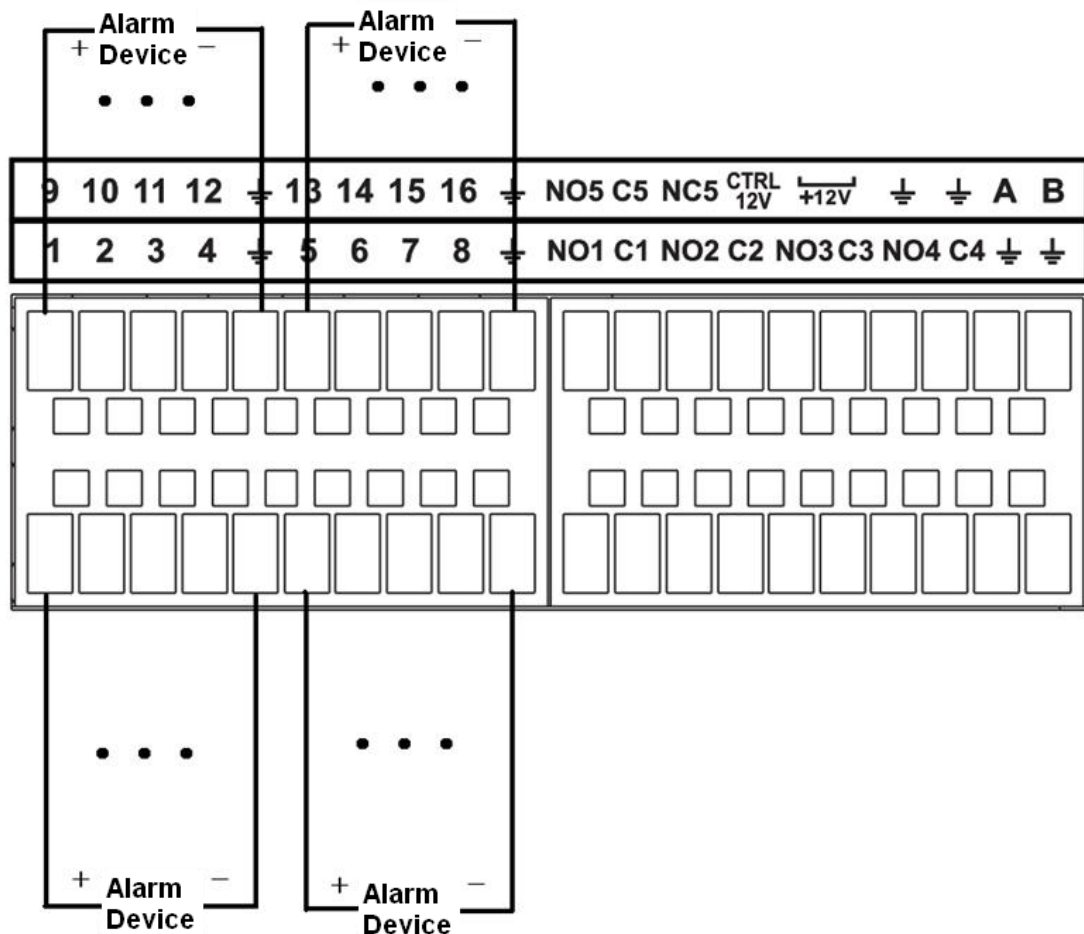 Alarm Device
+ −
Alarm Device
+ −
9 10 11 12 ⏚ 13 14 15 16 ⏚ NO5 C5 NC5 CTRL 12V +12V ⏚ ⏚ A B
1 2 3 4 ⏚ 5 6 7 8 ⏚ NO1 C1 NO2 C2 NO3 C3 NO4 C4 ⏚ ⏚
+ −
Alarm Device
+ −
Alarm Device